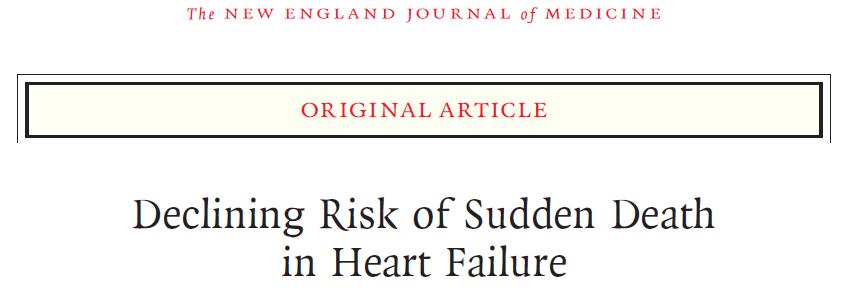 The NEW ENGLAND JOURNAL of MEDICINE
ORIGINAL ARTICLE
Declining Risk of Sudden Death
in Heart Failure